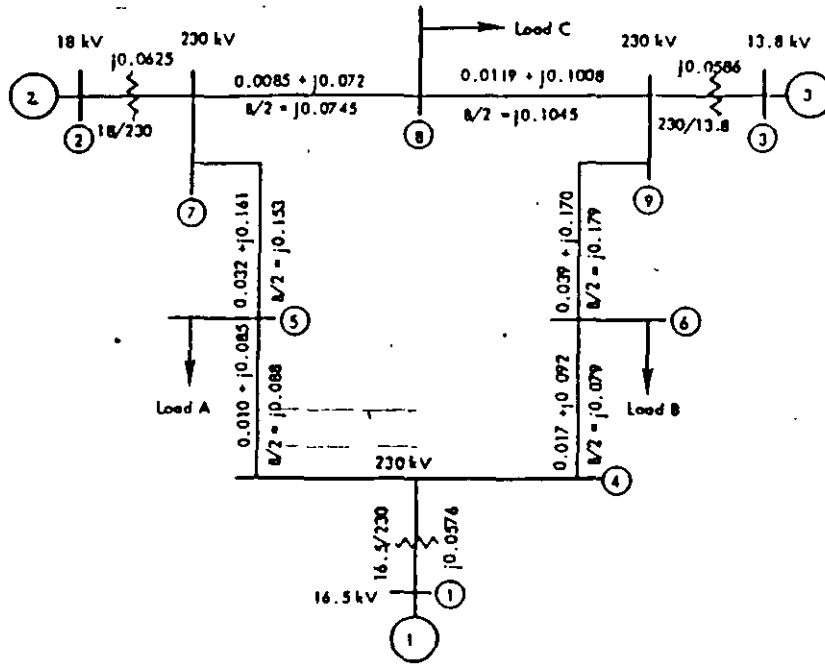 Load C
18 kV
230 kV
230 kV
13.8 kV
j0.0625
j0.0586
0.0085 + j0.072
0.0119 + j0.1008
2
3
B/2 = j0.0745
B/2 = j0.1045
18/230
230/13.8
2
8
3
7
9
0.032 + j0.161
B/2 = j0.153
0.039 + j0.170
B/2 = j0.179
5
6
Load A
Load B
0.010 + j0.085
B/2 = j0.088
0.017 + j0.092
B/2 = j0.079
230 kV
4
16.5/230
j0.0576
16.5 kV
1
1